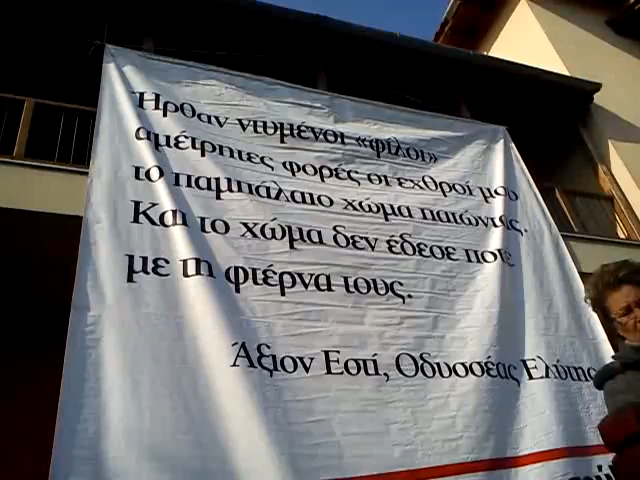 Ήρθαν ντυμένοι «φίλοι»
αμέτρητες φορές οι εχθροί μου
το παμπάλαιο χώμα πατώντας.
Και το χώμα δεν έδεσε ποτέ
με τη φτέρνα τους.
Άξιον Εστί, Οδυσσέας Ελύτης